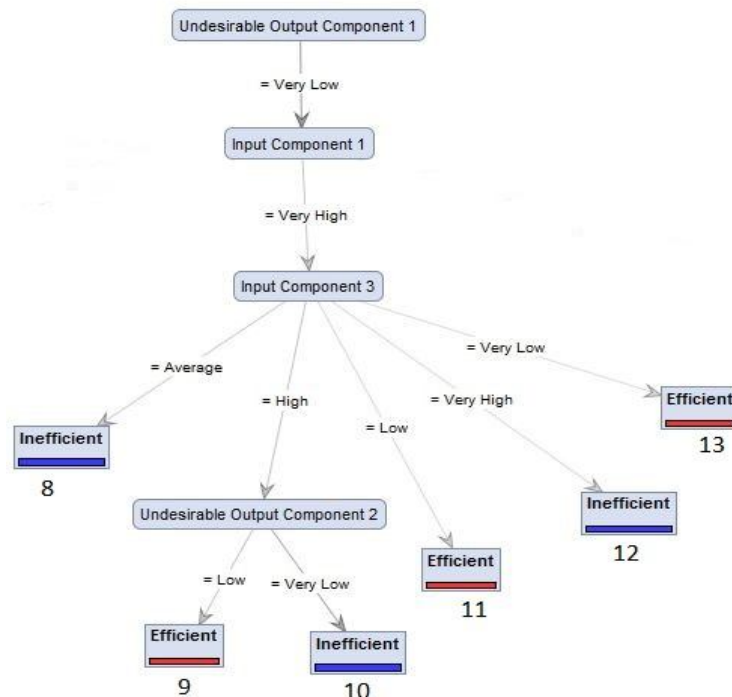 Undesirable Output Component 1
= Very Low
Input Component 1
= Very High
Input Component 3
= Average
= High
= Low
= Very High
= Very Low
Efficient
13
Inefficient
8
Inefficient
12
Undesirable Output Component 2
= Low
= Very Low
Efficient
11
Efficient
9
Inefficient
10